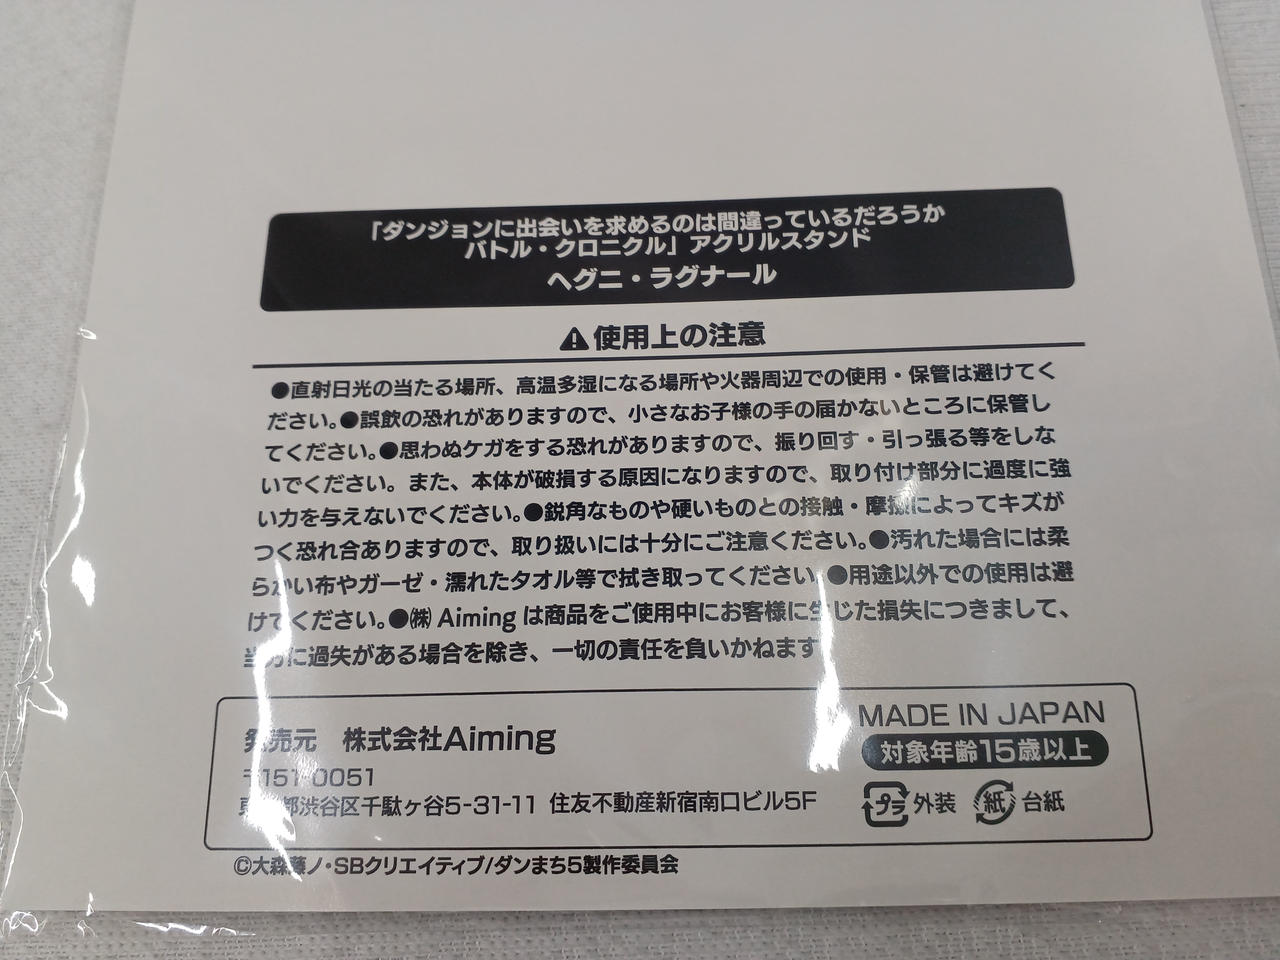 「ダンジョンに出会いを求めるのは間違っているだろうか
バトル・クロニクル」アクリルスタンド
ヘグニ・ラグナール
⚠使用上の注意
●直射日光の当たる場所、高温多湿になる場所や火器周辺での使用・保管は避けてく
ださい。●誤飲の恐れがありますので、小さなお子様の手の届かないところに保管し
てください。●思わぬケガをする恐れがありますので、振り回す・引っ張る等をしな
いでください。また、本体が破損する原因になりますので、取り付け部分に過度に強
い力を与えないでください。●鋭角なものや硬いものとの接触・摩擦によってキズが
つく恐れ合ありますので、取り扱いには十分にご注意ください。●汚れた場合には柔
らかい布やガーゼ・濡れたタオル等で拭き取ってください。●用途以外での使用は避
けてください。●㈱ Aiming は商品をご使用中にお客様に生じた損失につきまして、
当方に過失がある場合を除き、一切の責任を負いかねます。
発売元 株式会社Aiming
〒151-0051
東京都渋谷区千駄ヶ谷5-31-11 住友不動産新宿南口ビル5F
MADE IN JAPAN
対象年齢15歳以上
プラ 外装 紙 台紙
©大森藤ノ・SBクリエイティブ/ダンまち5製作委員会